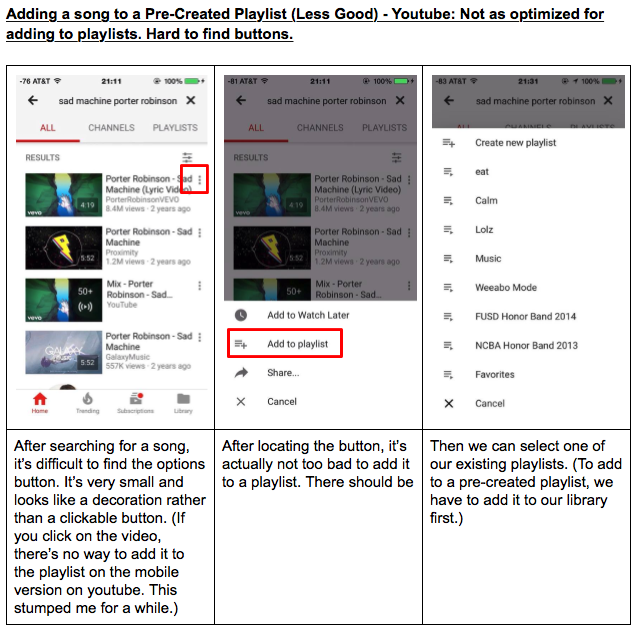 Adding a song to a Pre-Created Playlist (Less Good) - Youtube: Not as optimized for
adding to playlists. Hard to find buttons.
-76 AT&T 21:11 100%
sad machine porter robinson
ALL CHANNELS PLAYLISTS
RESULTS
Porter Robinson - Sad
Machine (Lyric Video)
PorterRobinsonVEVO
8.4M views · 2 years ago
4:19
vevo
Porter Robinson - Sad
Machine
Proximity
1.2M views · 2 years ago
5:52
Mix - Porter
Robinson - Sad...
YouTube
50+
vevo
Porter Robinson - Sad
Machine
GalaxyMusic
557K views · 2 years ago
5:52
Home Trending Subscriptions Library
-81 AT&T 21:11 100%
sad machine porter robinson
ALL CHANNELS PLAYLISTS
RESULTS
Porter Robinson - Sad
Machine (Lyric Video)
PorterRobinsonVEVO
8.4M views · 2 years ago
4:19
vevo
Porter Robinson - Sad
Machine
Proximity
1.2M views · 2 years ago
5:52
Mix - Porter
Robinson - Sad...
50+
Add to Watch Later
Add to playlist
Share...
Cancel
-83 AT&T 21:31 100%
sad machine porter robinson
ALL CHANNELS PLAYLISTS
Create new playlist
eat
Calm
Lolz
Music
Weeabo Mode
FUSD Honor Band 2014
NCBA Honor Band 2013
Favorites
Cancel
After searching for a song,
it's difficult to find the options
button. It's very small and
looks like a decoration rather
than a clickable button. (If
you click on the video,
there's no way to add it to
the playlist on the mobile
version on youtube. This
stumped me for a while.)
After locating the button, it's
actually not too bad to add it
to a playlist. There should be
Then we can select one of
our existing playlists. (To add
to a pre-created playlist, we
have to add it to our library
first.)